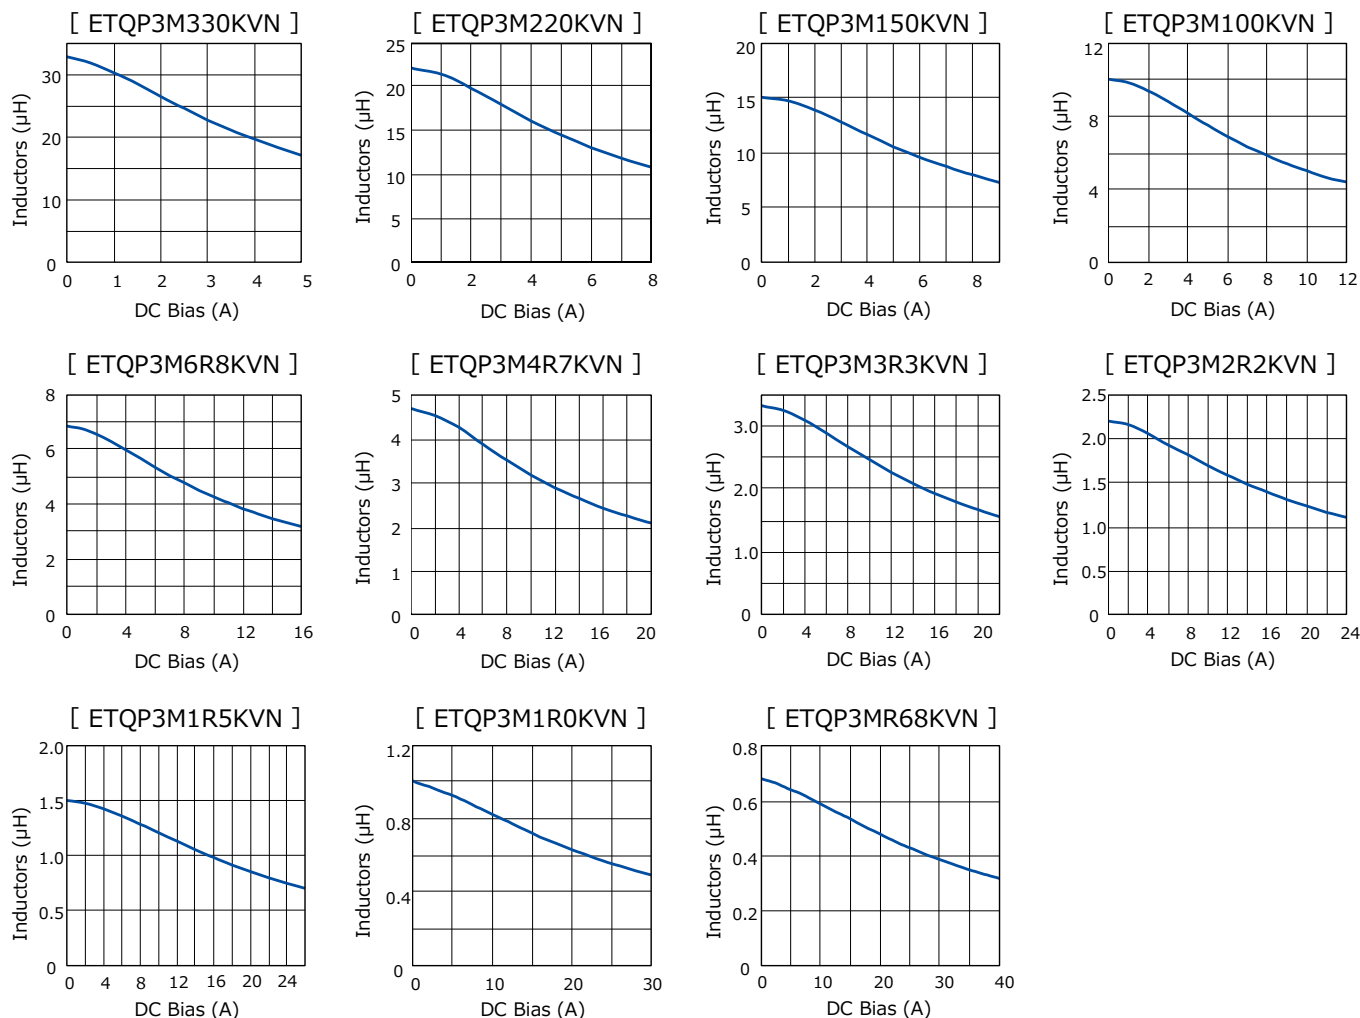 [ ETQP3M330KVN ]
Inductors (µH)
30
20
10
0
0 1 2 3 4 5
DC Bias (A)
[ ETQP3M220KVN ]
Inductors (µH)
25
20
15
10
5
0
0 2 4 6 8
DC Bias (A)
[ ETQP3M150KVN ]
Inductors (µH)
20
15
10
5
0
0 2 4 6 8
DC Bias (A)
[ ETQP3M100KVN ]
Inductors (µH)
12
8
4
0
0 2 4 6 8 10 12
DC Bias (A)
[ ETQP3M6R8KVN ]
Inductors (µH)
8
6
4
2
0
0 4 8 12 16
DC Bias (A)
[ ETQP3M4R7KVN ]
Inductors (µH)
5
4
3
2
1
0
0 4 8 12 16 20
DC Bias (A)
[ ETQP3M3R3KVN ]
Inductors (µH)
3.0
2.0
1.0
0
0 4 8 12 16 20
DC Bias (A)
[ ETQP3M2R2KVN ]
Inductors (µH)
2.5
2.0
1.5
1.0
0.5
0
0 4 8 12 16 20 24
DC Bias (A)
[ ETQP3M1R5KVN ]
Inductors (µH)
2.0
1.5
1.0
0.5
0
0 4 8 12 16 20 24
DC Bias (A)
[ ETQP3M1R0KVN ]
Inductors (µH)
1.2
0.8
0.4
0
0 10 20 30
DC Bias (A)
[ ETQP3MR68KVN ]
Inductors (µH)
0.8
0.6
0.4
0.2
0
0 10 20 30 40
DC Bias (A)